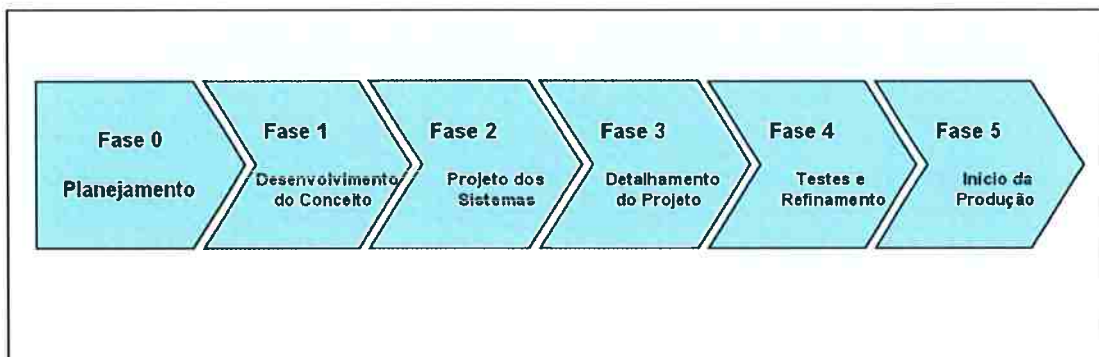 Fase 0
Planejamento
Fase 1
Desenvolvimento
do Conceito
Fase 2
Projeto dos
Sistemas
Fase 3
Detalhamento
do Projeto
Fase 4
Testes e
Refinamento
Fase 5
Início da
Produção